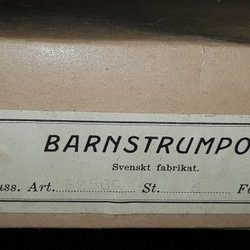 BARNSTRUMPO
Svenskt fabrikat.
uss. Art. St. F